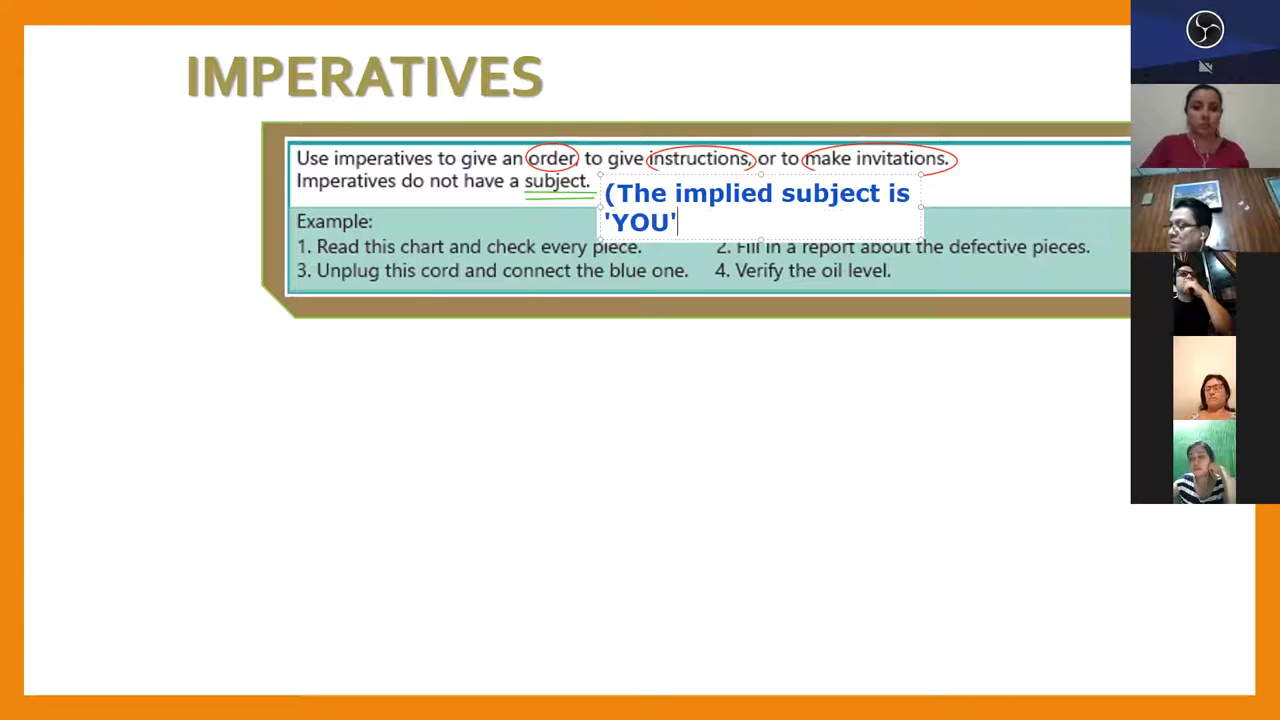 IMPERATIVES
Use imperatives to give an order, to give instructions, or to make invitations.
Imperatives do not have a subject.
(The implied subject is
'YOU'
Example:
1. Read this chart and check every piece.
2. Fill in a report about the defective pieces.
3. Unplug this cord and connect the blue one.
4. Verify the oil level.